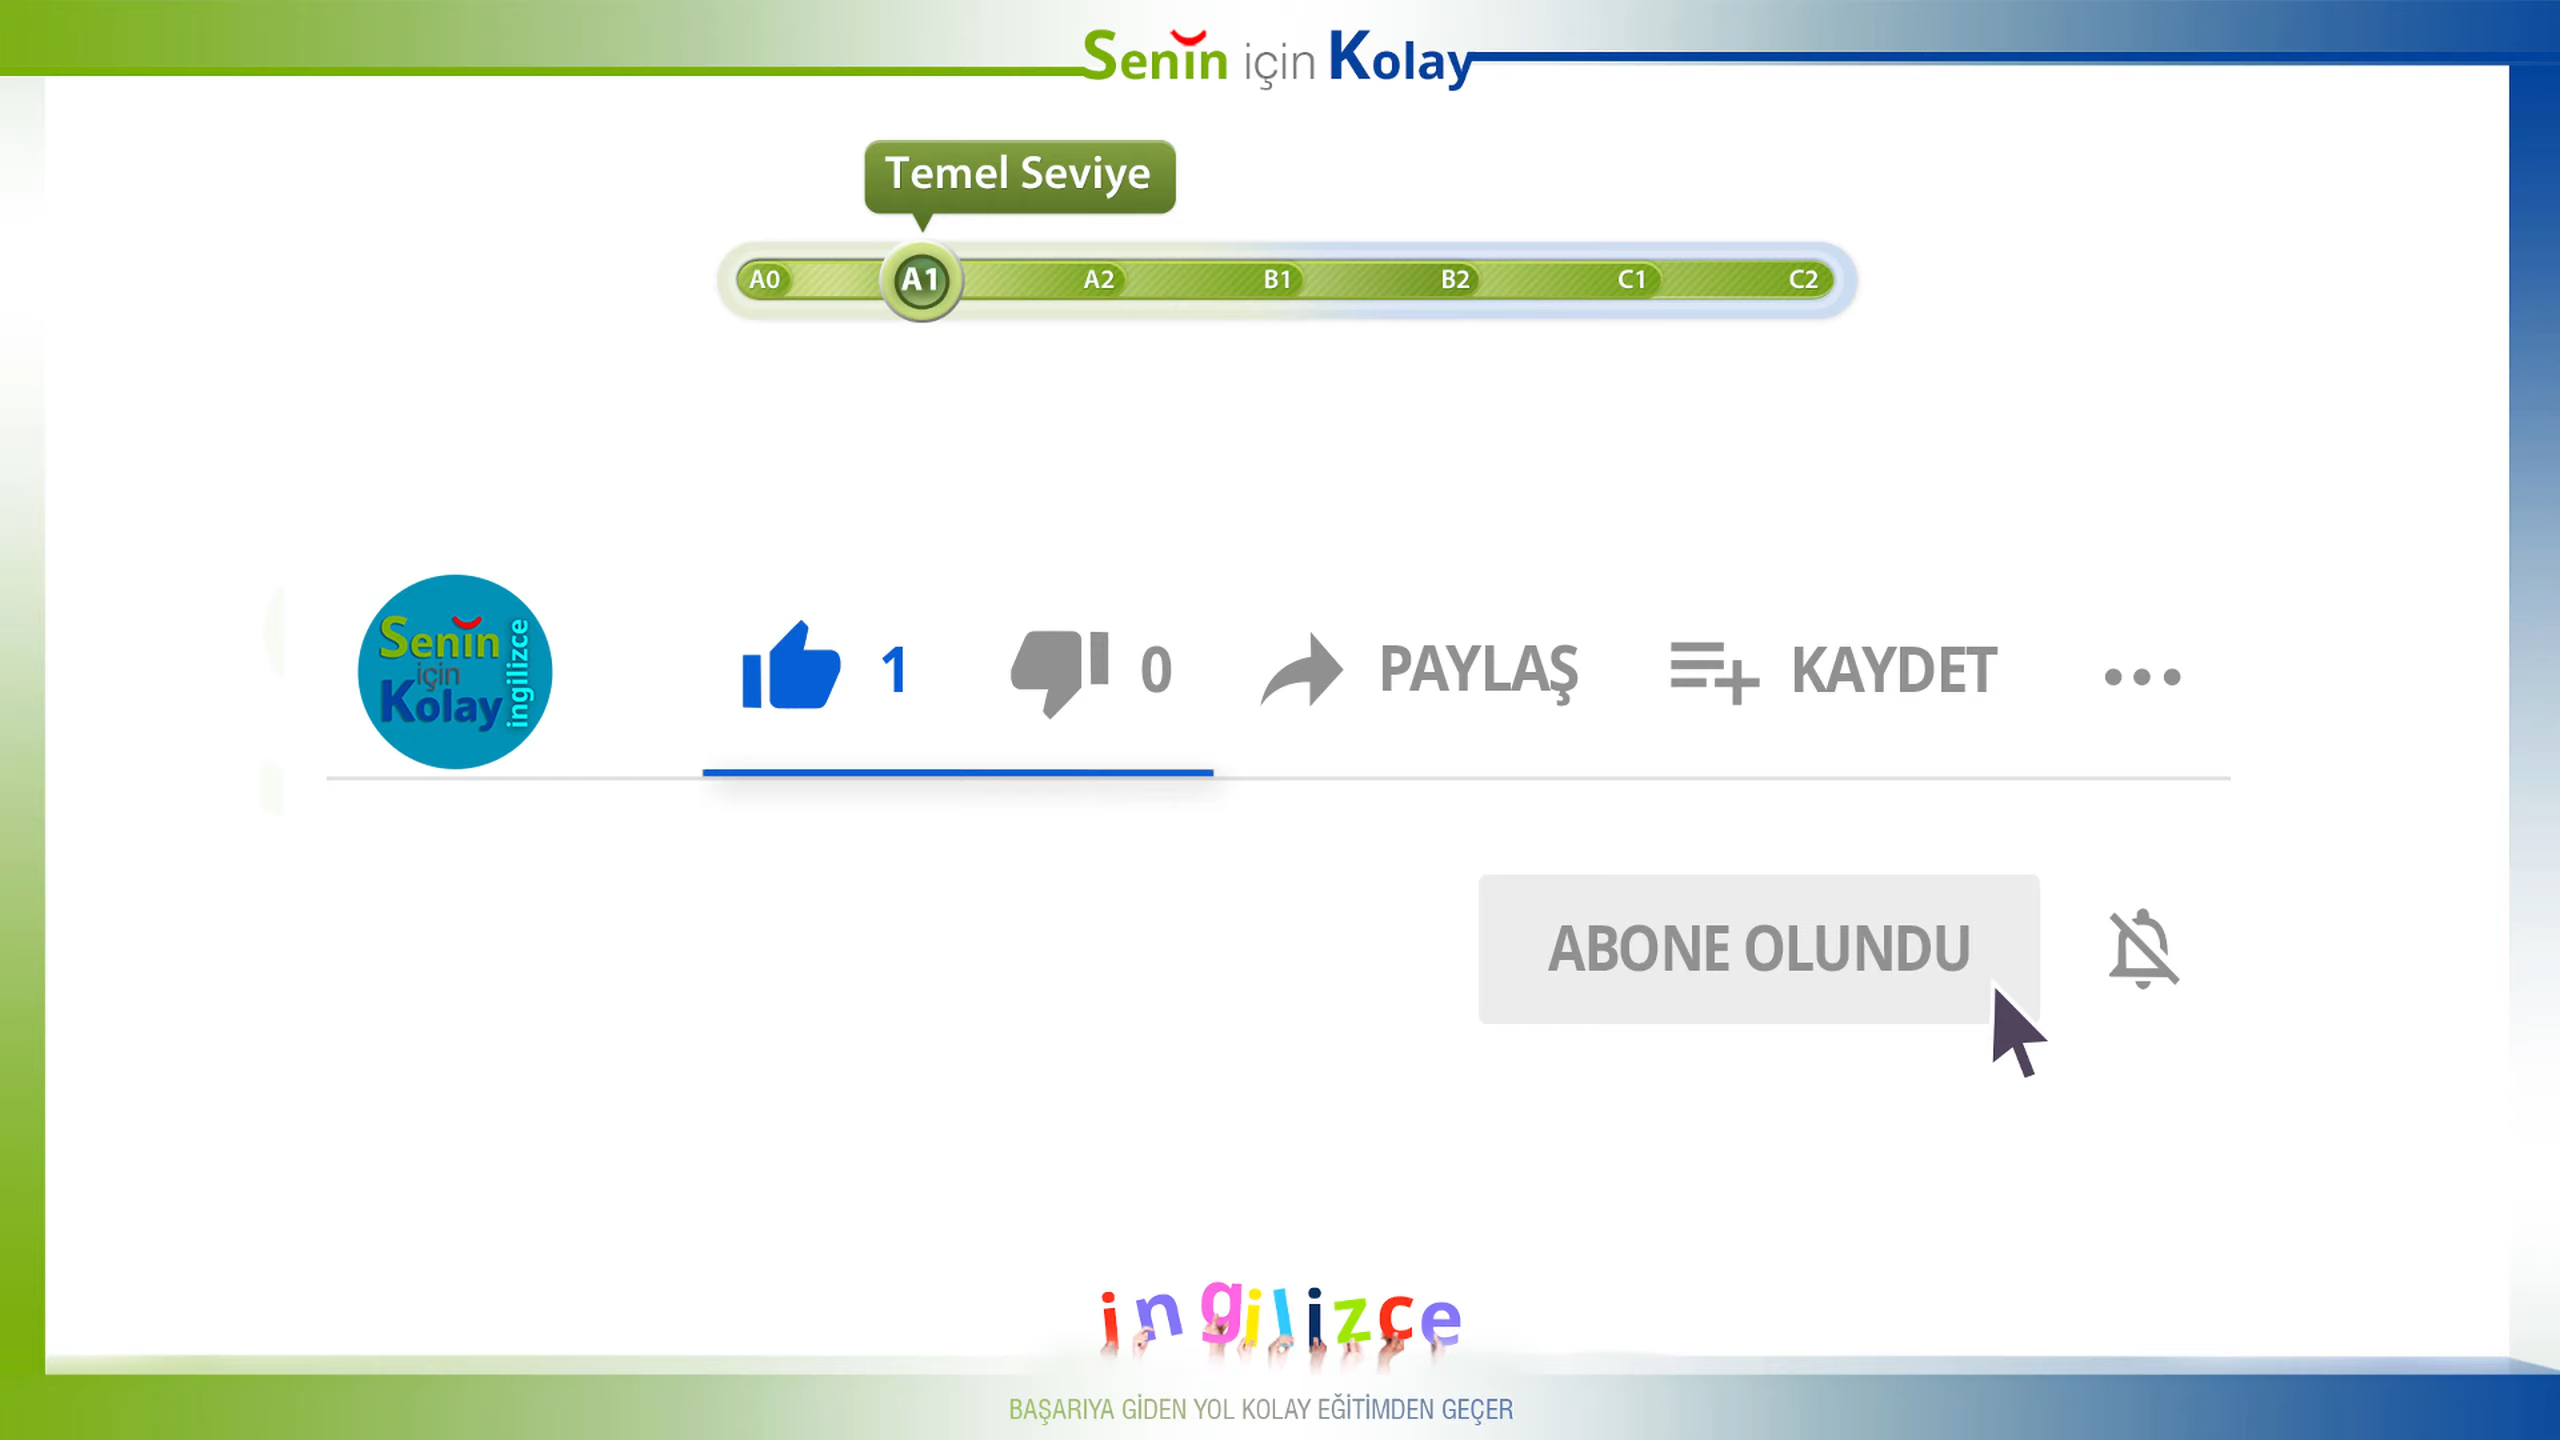 Senin için Kolay
Temel Seviye
A0 A1 A2 B1 B2 C1 C2
Senin
için
Kolay
ingilizce
1 0 PAYLAŞ KAYDET
ABONE OLUNDU
ingilizce
BAŞARIYA GİDEN YOL KOLAY EĞİTİMDEN GEÇER